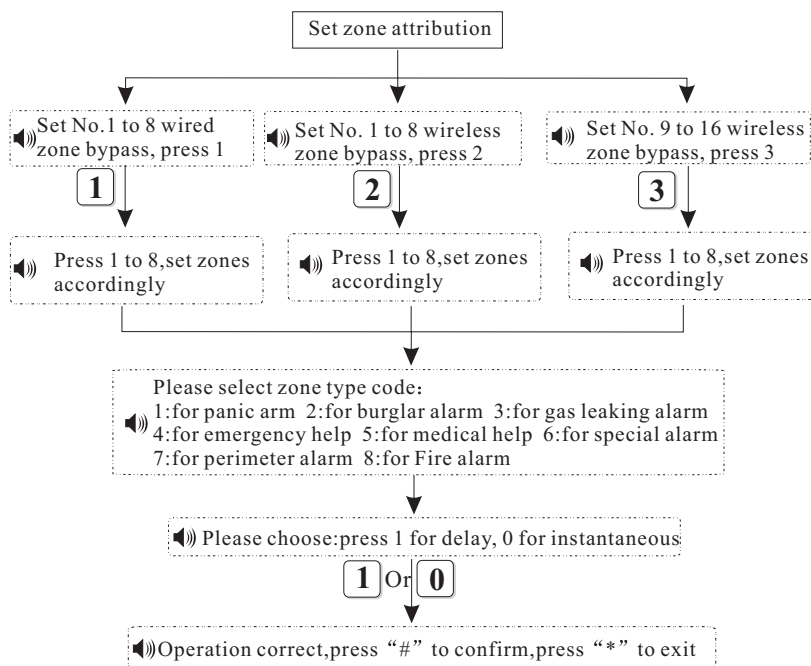 Set zone attribution
Set No.1 to 8 wired
zone bypass, press 1
Set No. 1 to 8 wireless
zone bypass, press 2
Set No. 9 to 16 wireless
zone bypass, press 3
1
2
3
Press 1 to 8,set zones
accordingly
Press 1 to 8,set zones
accordingly
Press 1 to 8,set zones
accordingly
Please select zone type code：
1:for panic arm 2:for burglar alarm 3:for gas leaking alarm
4:for emergency help 5:for medical help 6:for special alarm
7:for perimeter alarm 8:for Fire alarm
Please choose:press 1 for delay, 0 for instantaneous
1 Or 0
Operation correct,press “#” to confirm,press “*” to exit